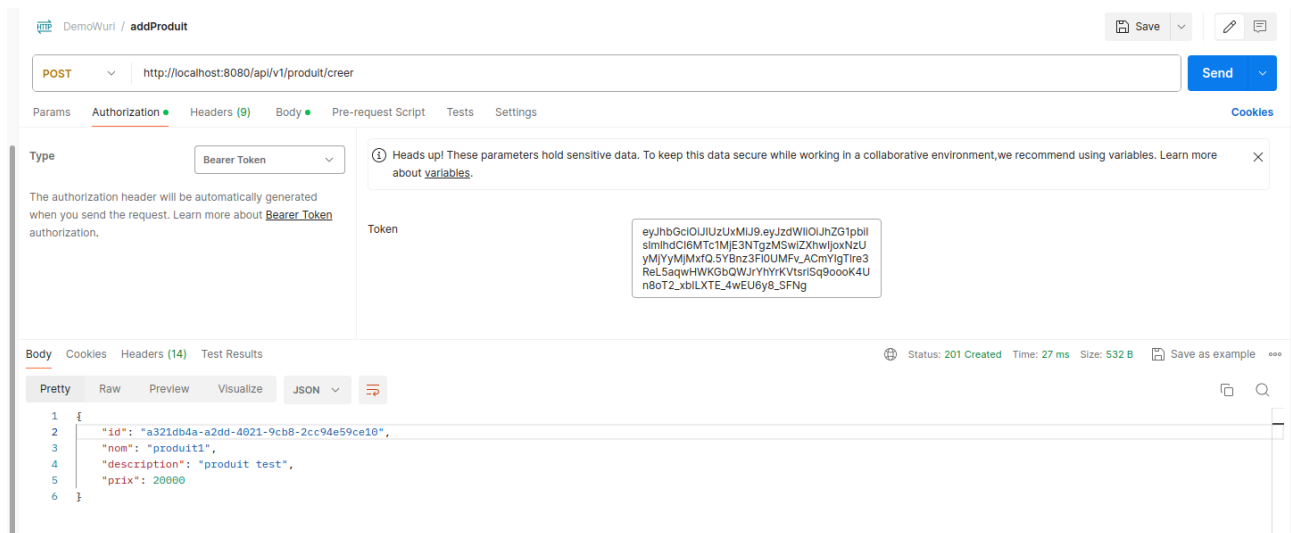 HTTP DemoWuri / addProduit
Save
POST http://localhost:8080/api/v1/produit/creer
Send
Params Authorization Headers (9) Body Pre-request Script Tests Settings
Cookies
Type
Bearer Token
The authorization header will be automatically generated
when you send the request. Learn more about Bearer Token
authorization.
Heads up! These parameters hold sensitive data. To keep this data secure while working in a collaborative environment,we recommend using variables. Learn more
about variables.
Token
eyJhbGciOiJIUzUxMiJ9.eyJzdWIiOiJhZG1pbiI
sImlhdCI6MTc1MjE3NTgzMSwiZXhwIjoxNzU
yMjYyMjMxfQ.5YBnz3FI0UMFv_ACmYIgTIre3
ReL5aqwHWKGbQWJrYhYrKVtsriSq9oooK4U
n8oT2_xbILXTE_4wEU6y8_SFNg
Body Cookies Headers (14) Test Results
Status: 201 Created Time: 27 ms Size: 532 B Save as example
Pretty Raw Preview Visualize JSON
1 {
2 "id": "a321db4a-a2dd-4021-9cb8-2cc94e59ce10",
3 "nom": "produit1",
4 "description": "produit test",
5 "prix": 20000
6 }